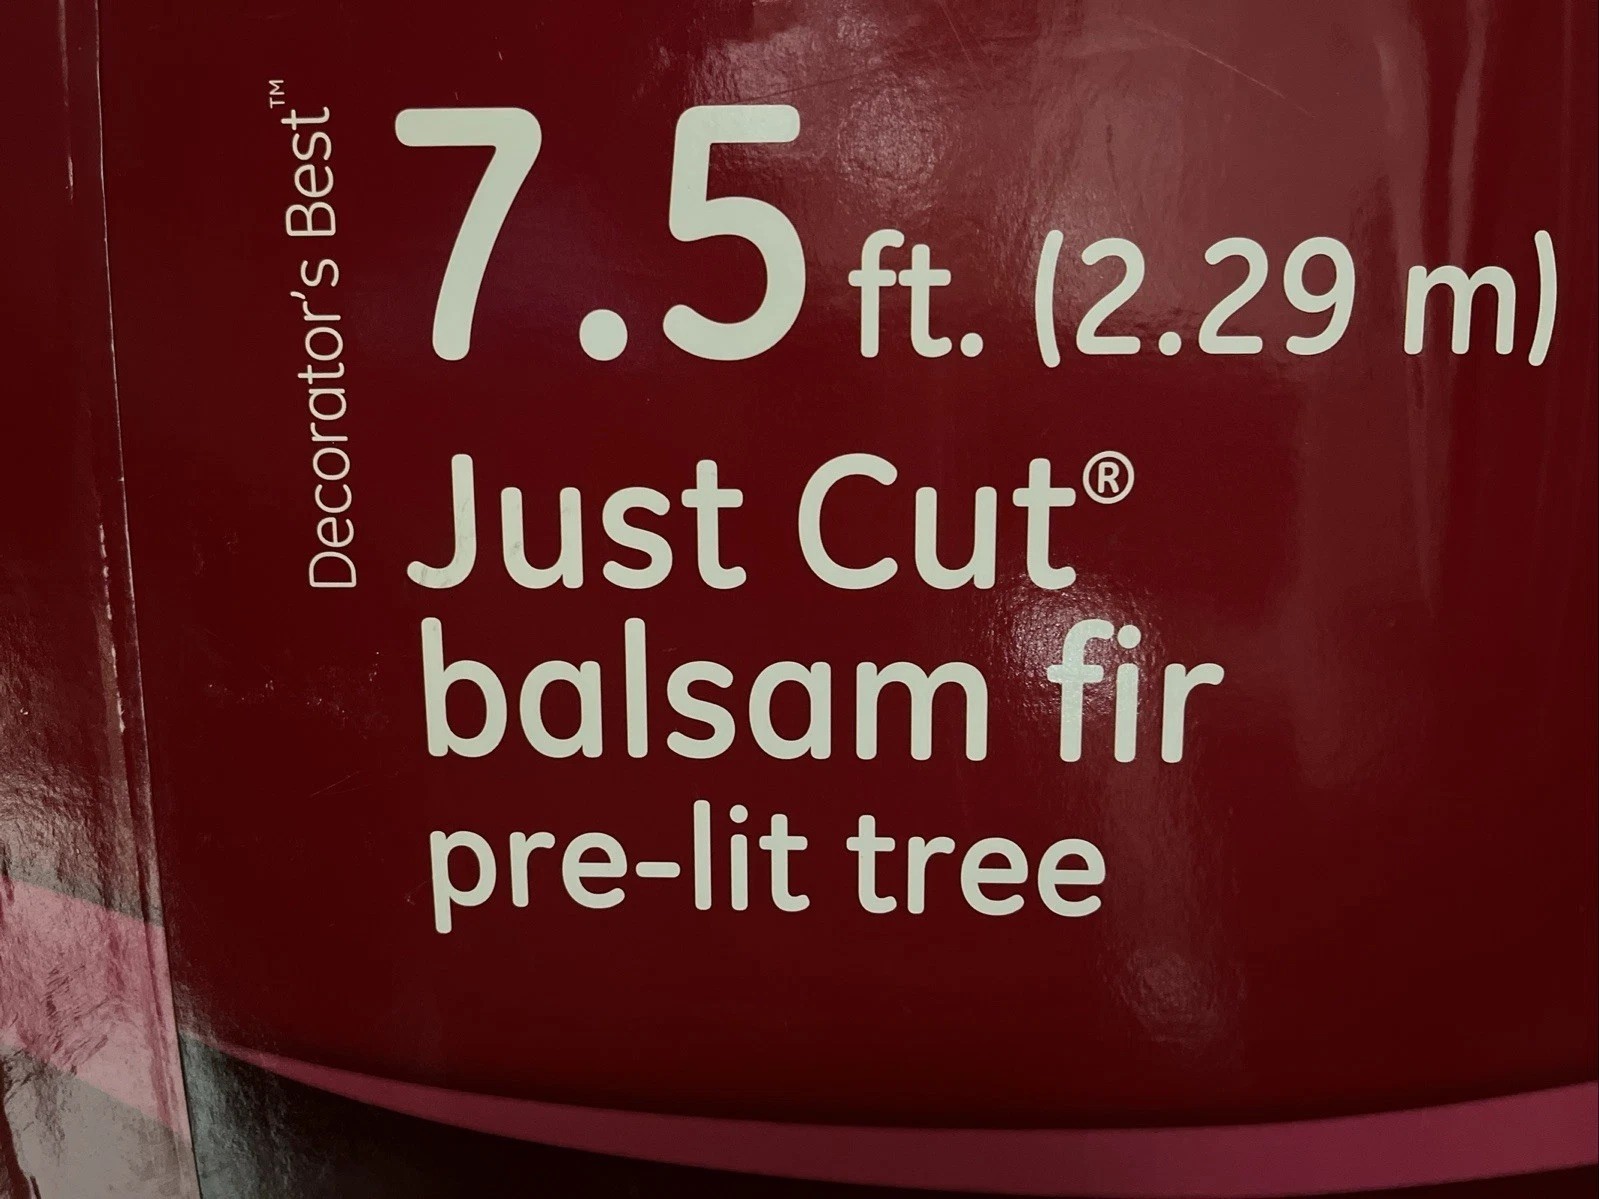 Decorator's Best™
7.5 ft. (2.29 m)
Just Cut®
balsam fir
pre-lit tree